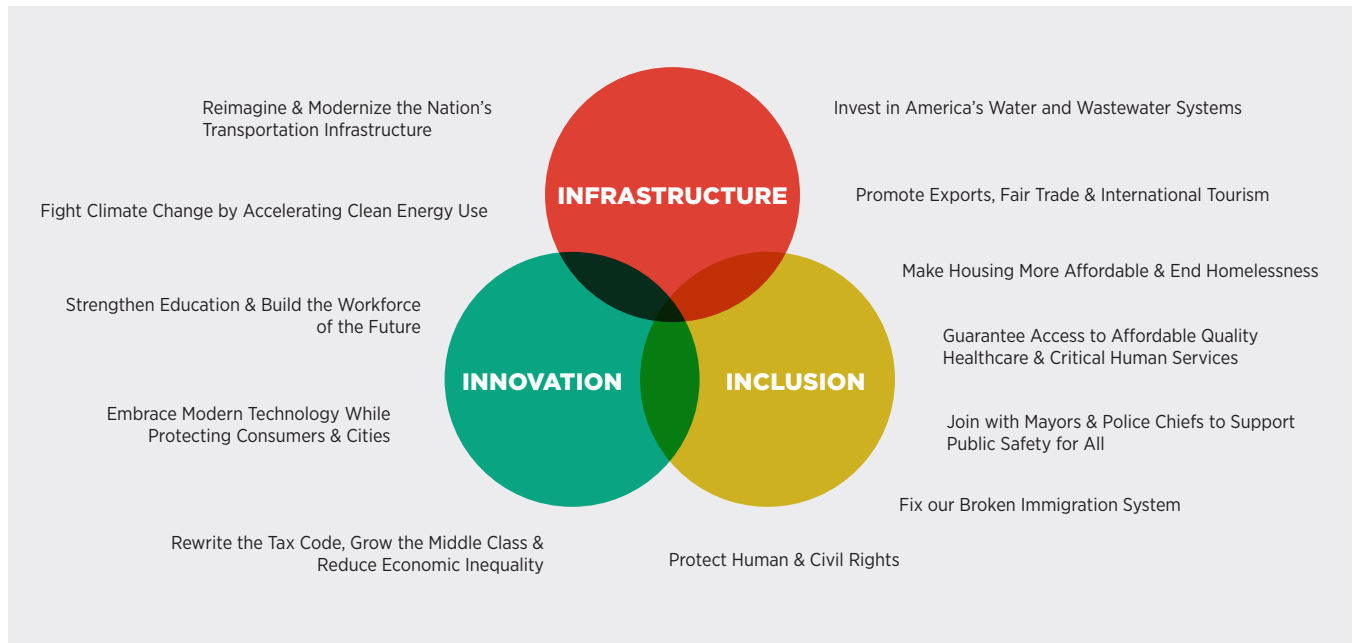 Reimagine & Modernize the Nation’s
Transportation Infrastructure
Fight Climate Change by Accelerating Clean Energy Use
Strengthen Education & Build the Workforce
of the Future
Embrace Modern Technology While
Protecting Consumers & Cities
Rewrite the Tax Code, Grow the Middle Class &
Reduce Economic Inequality
INFRASTRUCTURE
INNOVATION
INCLUSION
Invest in America’s Water and Wastewater Systems
Promote Exports, Fair Trade & International Tourism
Make Housing More Affordable & End Homelessness
Guarantee Access to Affordable Quality
Healthcare & Critical Human Services
Join with Mayors & Police Chiefs to Support
Public Safety for All
Fix our Broken Immigration System
Protect Human & Civil Rights